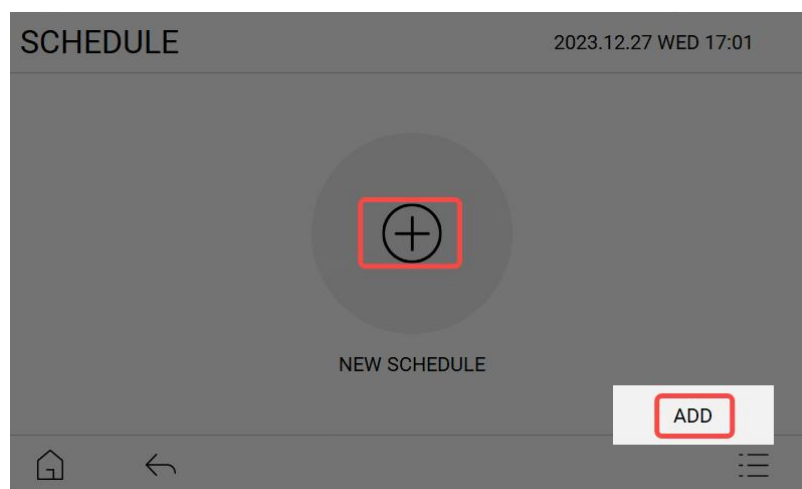 SCHEDULE
2023.12.27 WED 17:01
NEW SCHEDULE
ADD